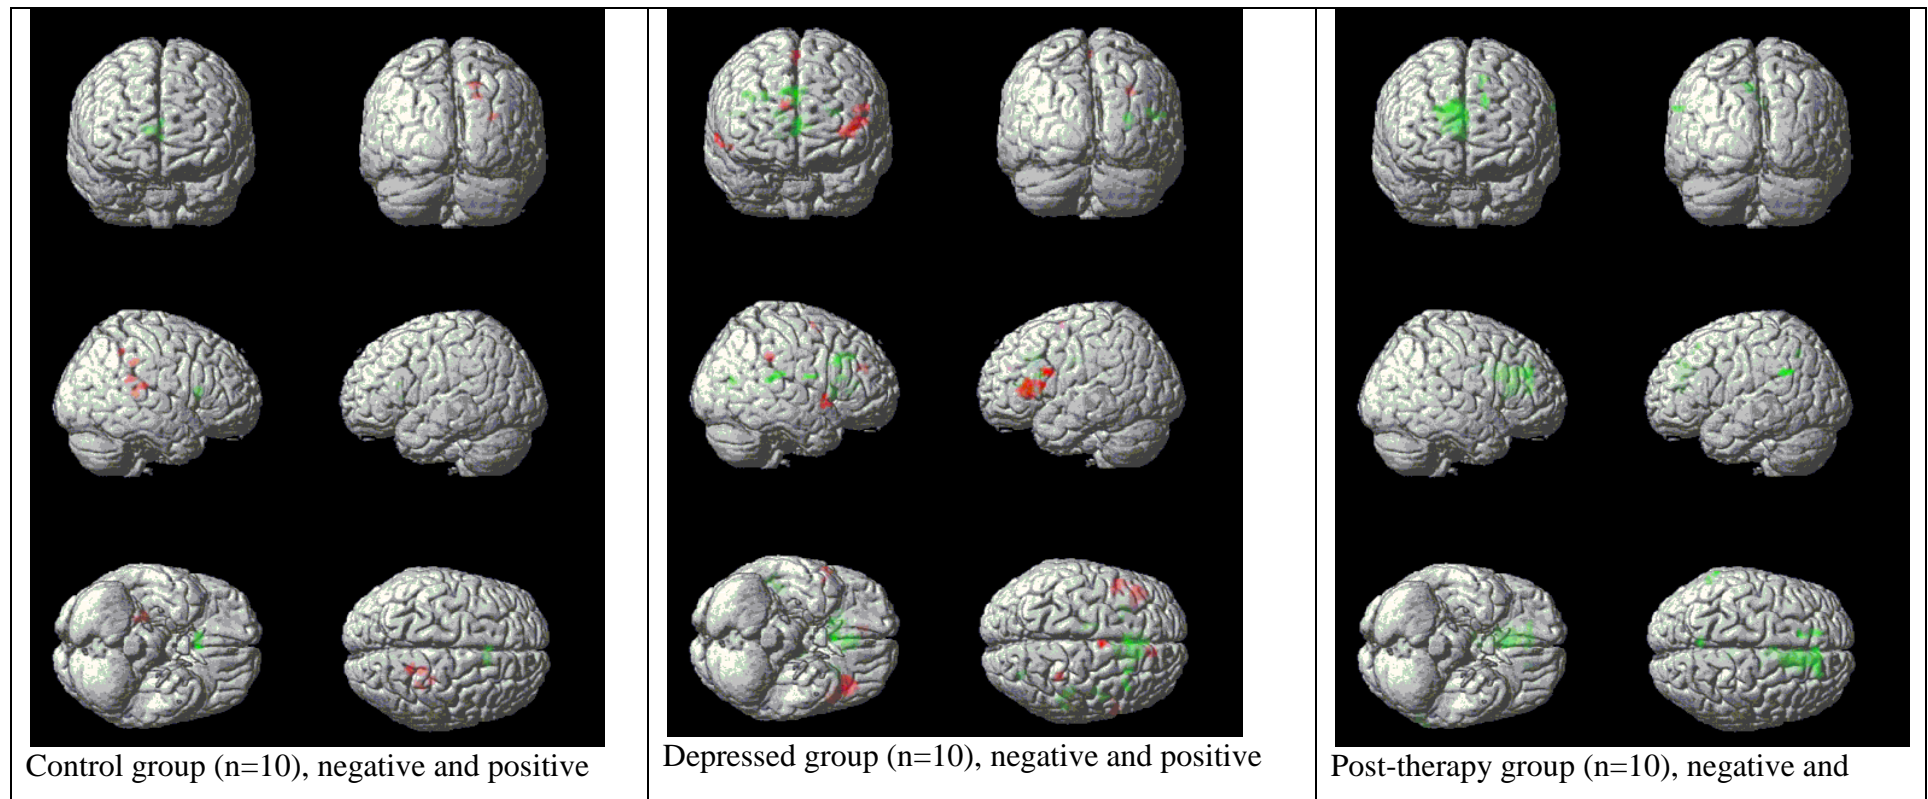 Control group (n=10), negative and positive
Depressed group (n=10), negative and positive
Post-therapy group (n=10), negative and